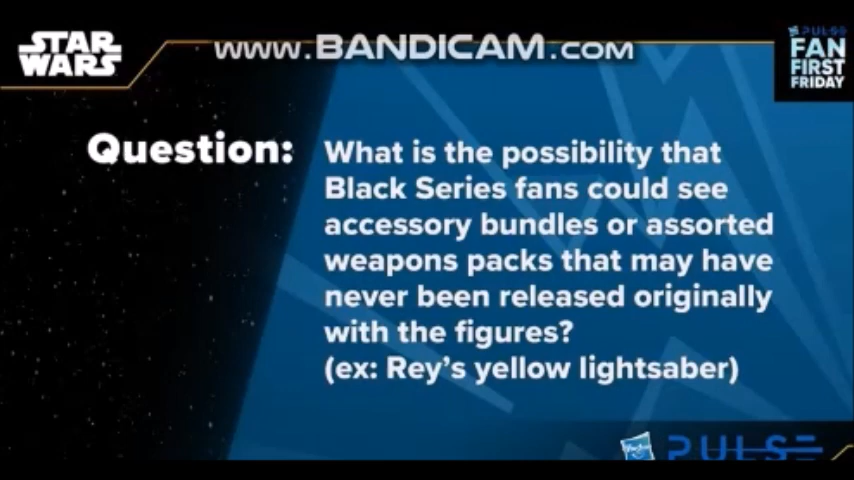 STAR
WARS
www.BANDICAM.com
PULSE
FAN
FIRST
FRIDAY
Question:
What is the possibility that
Black Series fans could see
accessory bundles or assorted
weapons packs that may have
never been released originally
with the figures?
(ex: Rey's yellow lightsaber)
Hasbro
PULSE